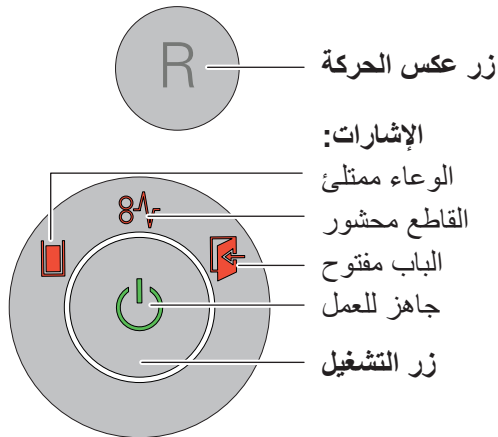 R
زر عكس الحركة
الإشارات:
الوعاء ممتلئ
القاطع محشور
الباب مفتوح
جاهز للعمل
زر التشغيل